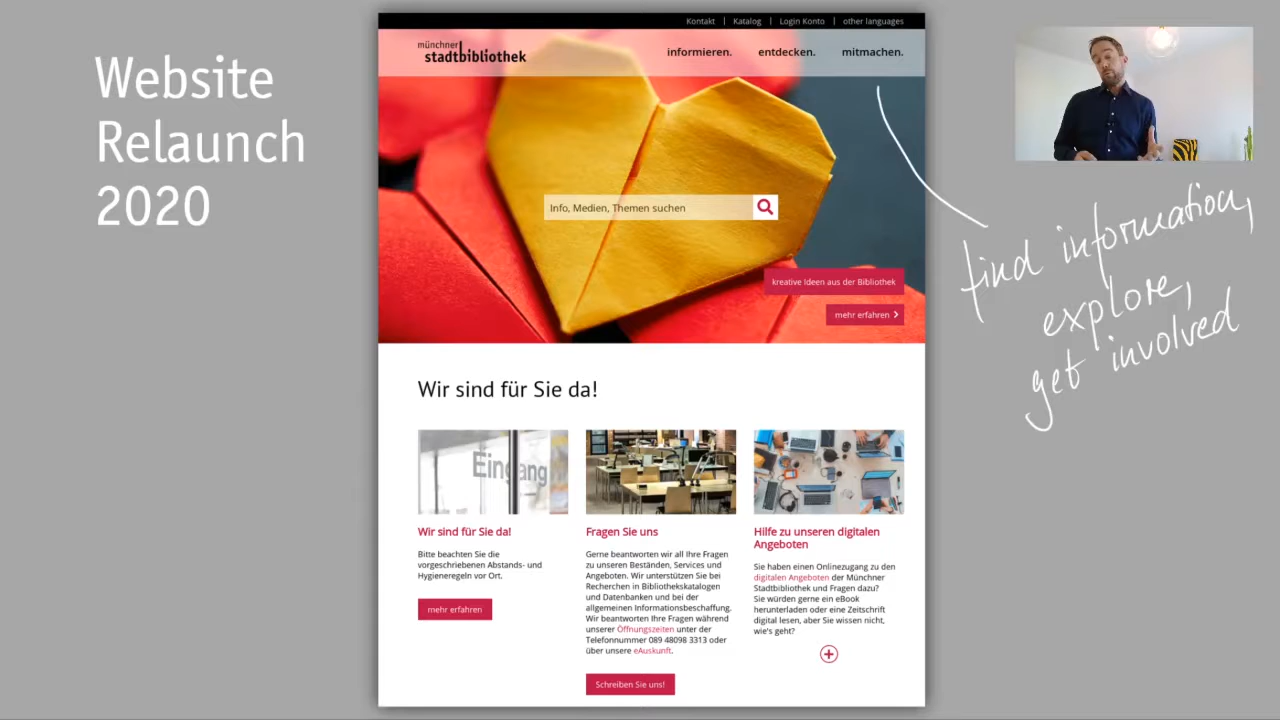 Website
Relaunch
2020
Kontakt | Katalog | Login Konto | other languages
münchner
stadtbibliothek
informieren. entdecken. mitmachen.
Info, Medien, Themen suchen
kreative Ideen aus der Bibliothek
mehr erfahren
find information,
explore,
get involved
Wir sind für Sie da!
Eingang
Wir sind für Sie da!
Bitte beachten Sie die
vorgeschriebenen Abstands- und
Hygieneregeln vor Ort.
mehr erfahren
Fragen Sie uns
Gerne beantworten wir all Ihre Fragen
zu unseren Beständen, Services und
Angeboten. Wir unterstützen Sie bei
Recherchen in Bibliothekskatalogen
und Datenbanken und bei der
allgemeinen Informationsbeschaffung.
Wir beantworten Ihre Fragen während
unserer Öffnungszeiten unter der
Telefonnummer 089 48098 3313 oder
über unsere eAuskunft.
Schreiben Sie uns!
Hilfe zu unseren digitalen
Angeboten
Sie haben einen Onlinezugang zu den
digitalen Angeboten der Münchner
Stadtbibliothek und Fragen dazu?
Sie würden gerne ein eBook
herunterladen oder eine Zeitschrift
digital lesen, aber Sie wissen nicht,
wie's geht?